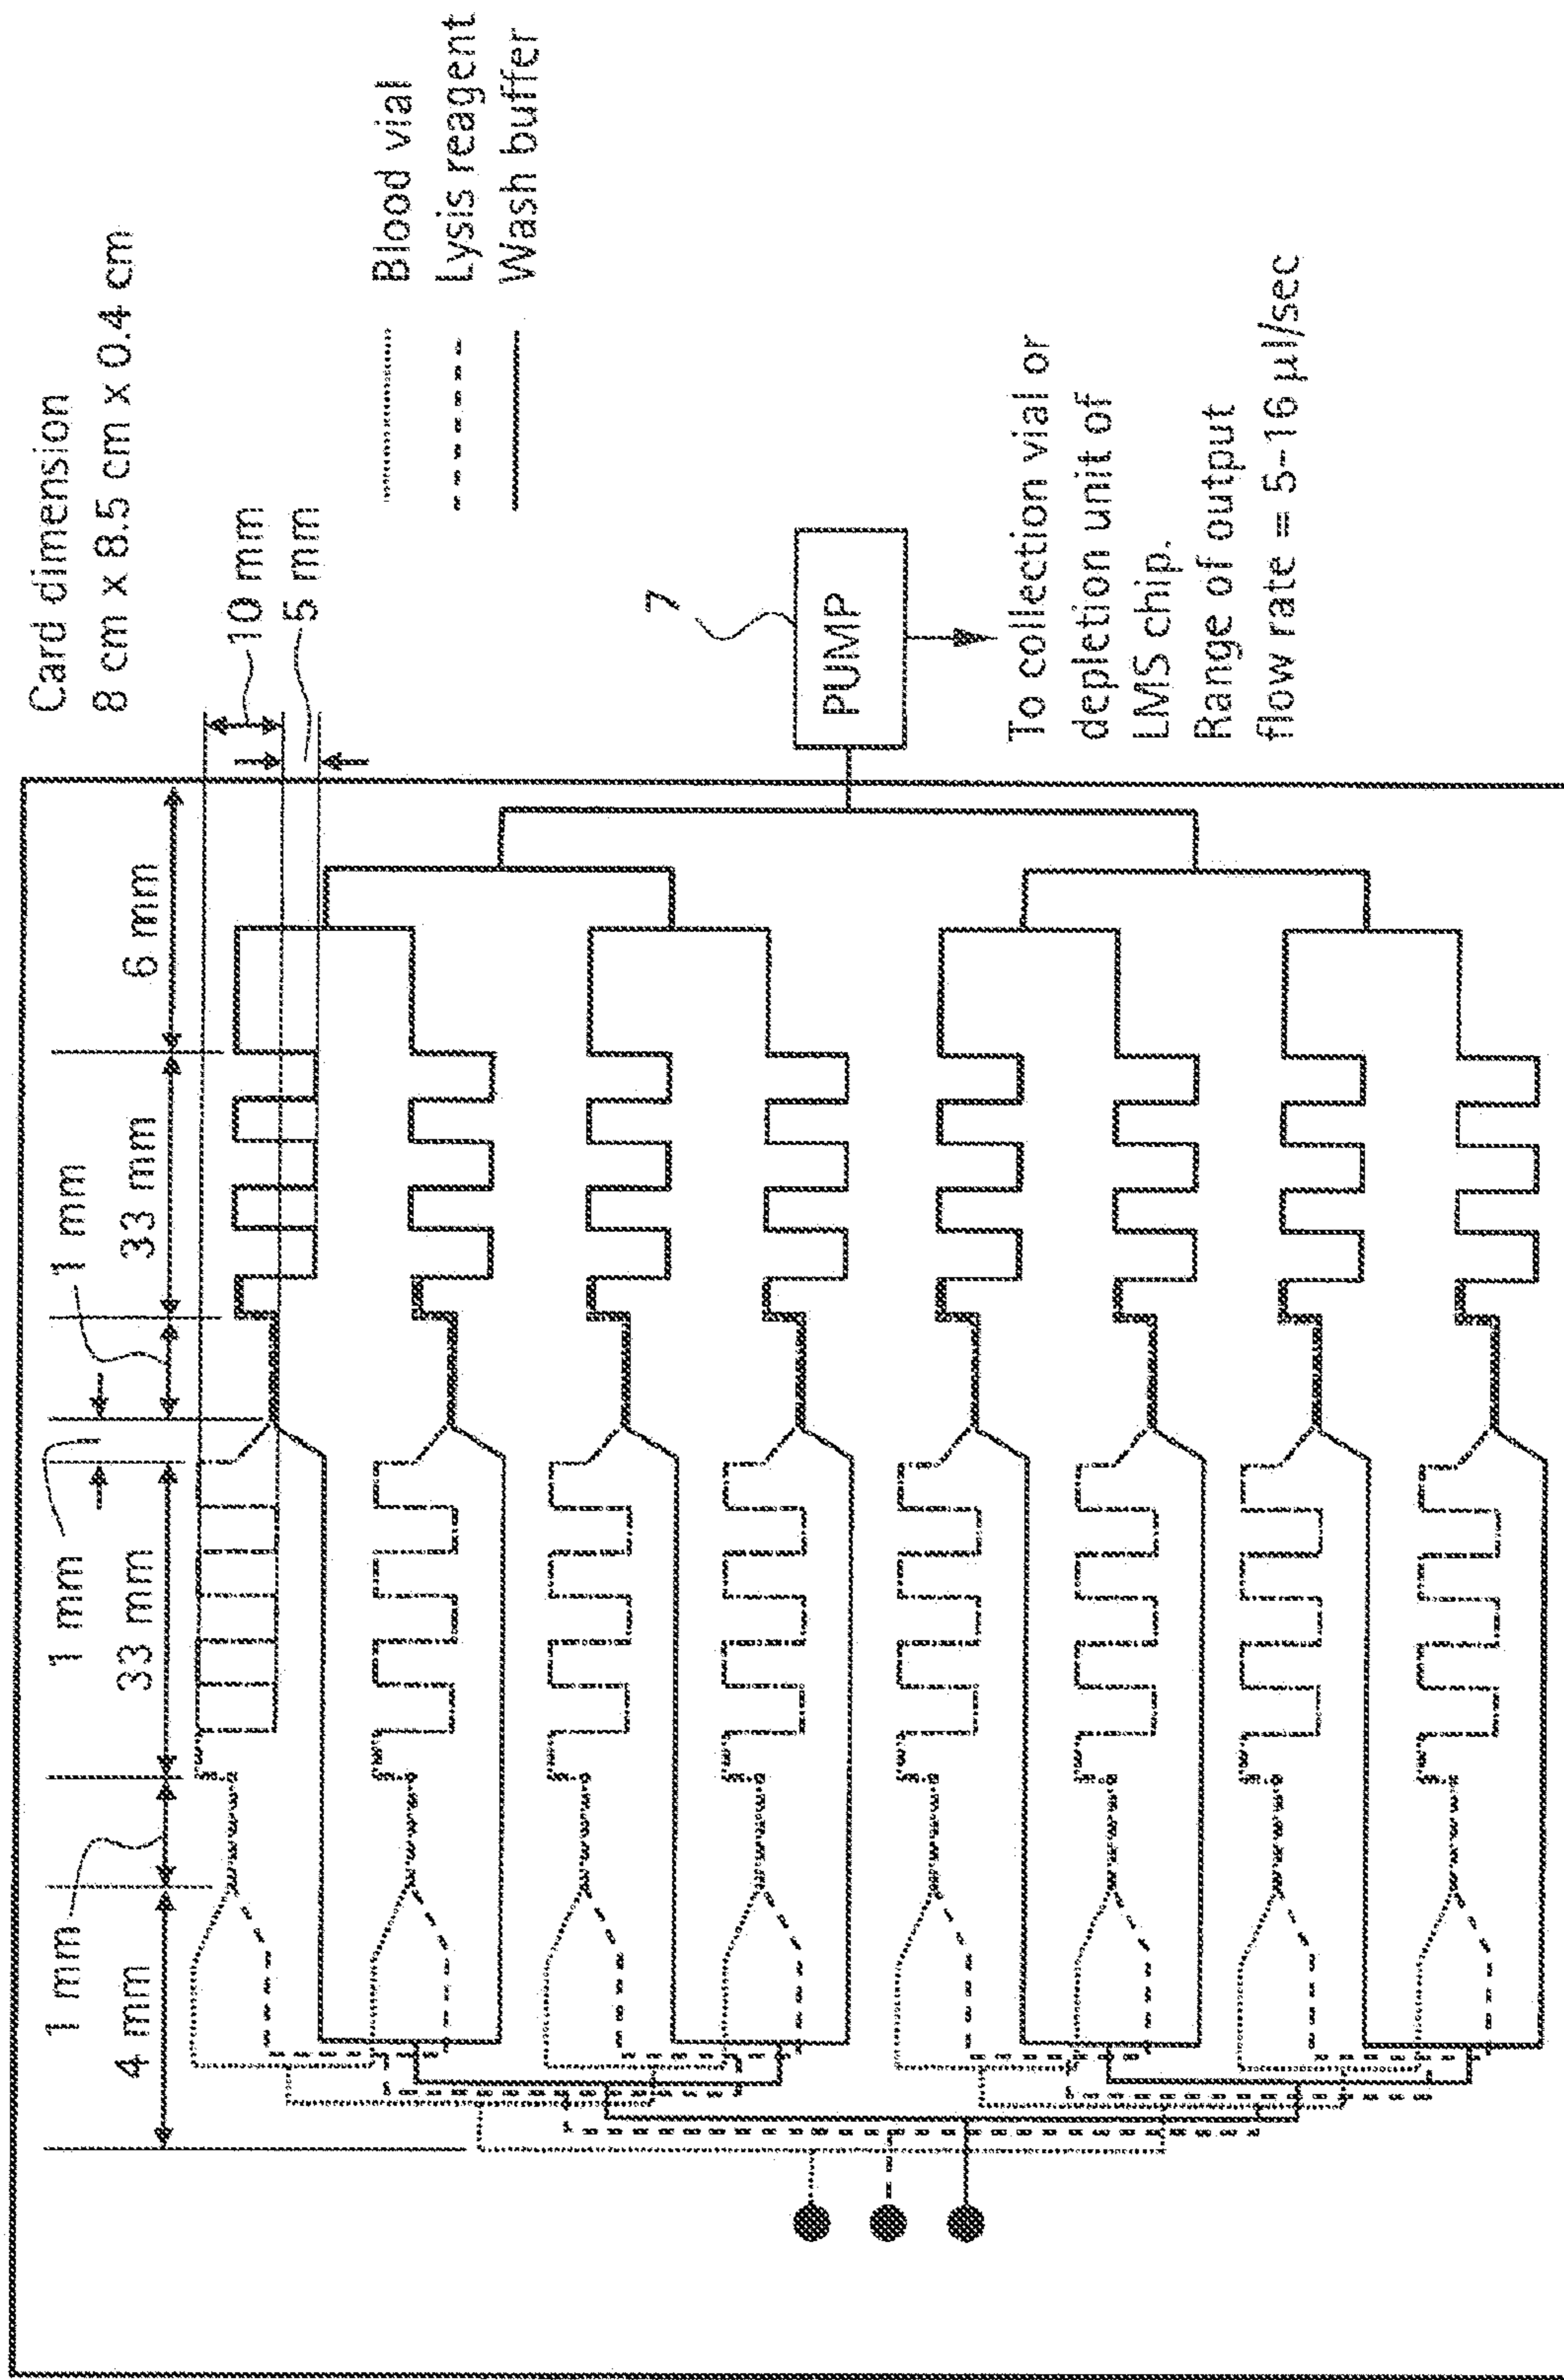 Card dimension
8 cm x 8.5 cm x 0.4 cm
10 mm
5 mm
Blood vial
Lysis reagent
Wash buffer
4 mm
1 mm
33 mm
1 mm
1 mm
33 mm
6 mm
7
PUMP
To collection vial or
depletion unit of
LMS chip.
Range of output
flow rate = 5-16 µl/sec